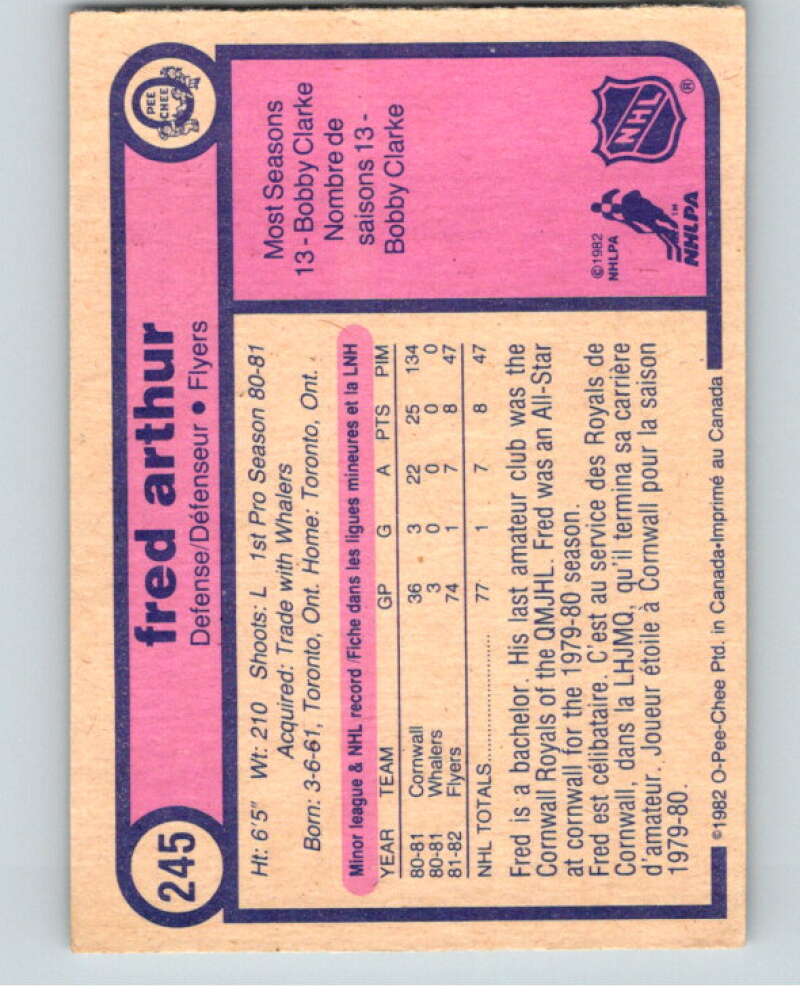 245
fred arthur
Defense/Défenseur • Flyers
O
PEE
CHEE
Ht: 6'5" Wt: 210 Shoots: L 1st Pro Season 80-81
Acquired: Trade with Whalers
Born: 3-6-61, Toronto, Ont. Home: Toronto, Ont.
Minor league & NHL record/Fiche dans les ligues mineures et la LNH
YEAR TEAM GP G A PTS PIM
80-81 Cornwall 36 3 22 25 134
80-81 Whalers 3 0 0 0 0
81-82 Flyers 74 1 7 8 47
NHL TOTALS 77 1 7 8 47
Fred is a bachelor. His last amateur club was the
Cornwall Royals of the QMJHL. Fred was an All-Star
at cornwall for the 1979-80 season.
Fred est célibataire. C'est au service des Royals de
Cornwall, dans la LHJMQ, qu'il termina sa carrière
d'amateur. Joueur étoile à Cornwall pour la saison
1979-80.
Most Seasons
13 - Bobby Clarke
Nombre de
saisons 13 -
Bobby Clarke
NHL ®
©1982
NHLPA
TM
NHLPA
©1982 O-Pee-Chee Ptd. in Canada•Imprimé au Canada